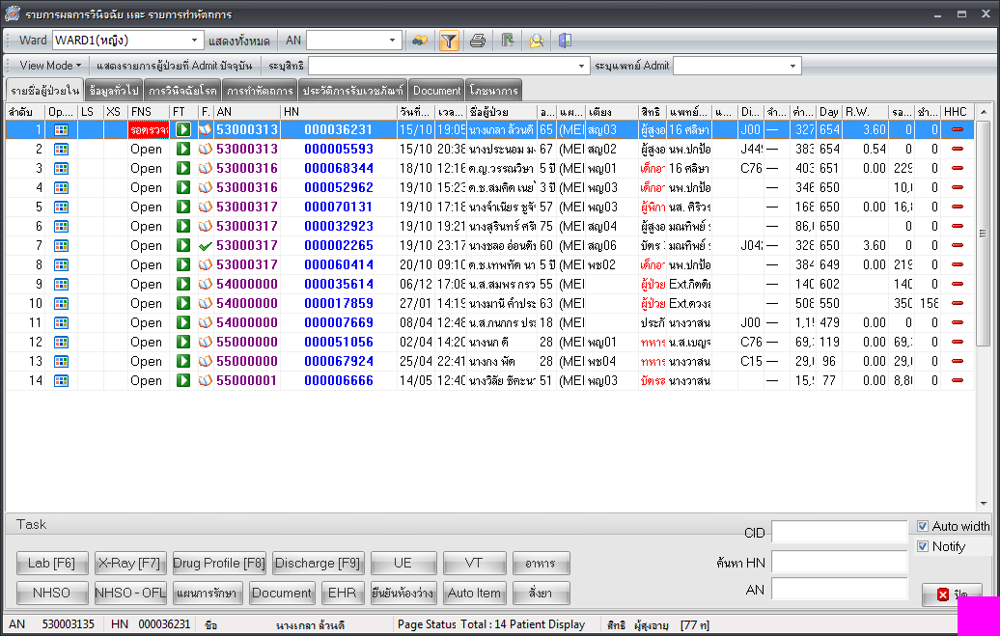 รายการผลการวินิจฉัย และ รายการทำหัตถการ
Ward WARD1(หญิง) แสดงทั้งหมด AN
View Mode แสดงรายการผู้ป่วยที่ Admit ปัจจุบัน ระบุสิทธิ ระบุแพทย์ Admit
รายชื่อผู้ป่วยใน ข้อมูลทั่วไป การวินิจฉัยโรค การทำหัตถการ ประวัติการรับเวชภัณฑ์ Document โภชนาการ
ลำดับ Op... LS XS FNS FT F. AN HN วันที... เวล... ชื่อผู้ป่วย อ... แผ... เตียง สิทธิ แพทย์... แ... Di... จำ... ค่า... Day R.W. รอ... ชำ... HHC
1 รอตรวจ 53000313 000036231 15/10 19:05 นางเกลา ล้วนดี 65 (MEI สญ03 ผู้สูงอ 16 คลินา J00 — 327 654 3.60 0 0
2 Open 53000313 000005593 15/10 20:36 นางประนอม ม 67 (MEI สญ02 ผู้สูงอ นพ.ปกป้อ J445 — 383 654 0.54 0 0
3 Open 53000316 000068344 18/10 12:16 ด.ญ.วรรณวิษา 5 ปี (MEI พญ01 เด็กอา 16 คลินา C76 — 403 651 0.00 229 0
4 Open 53000316 000052962 19/10 15:23 ด.ช.สมคิด เนย 3 ปี (MEI พญ03 เด็กอา นพ.ปกป้อ — 346 650 10,0 0
5 Open 53000317 000070131 19/10 17:16 นางจำเนียร ชูจั 57 (MEI พญ03 ผู้พิกา นส. ศิริวร — 166 650 0.00 16,8 0
6 Open 53000317 000032923 19/10 19:21 นางสุรินทร์ ศรี 75 (MEI สญ04 ผู้สูงอ มณทิพย์ — 86,0 650 0 0
7 53000317 000002265 19/10 23:17 นางชลอ อ่อนดี 60 (MEI สญ06 บัตร มณทิพย์ J042 — 326 650 3.60 0 0
8 Open 53000317 000060414 20/10 09:10 ด.ช.เทพทัต นา 5 ปี (MEI พช02 เด็กอา นพ.ปกป้อ — 384 649 0.00 219 0
9 Open 54000000 000035614 06/12 17:08 น.ส.สมพร กรว 55 (MEI ผู้ป่วย Ext.กิตติ — 140 602 140 0
10 Open 54000000 000017859 27/01 14:19 นางมานี คำประ 63 (MEI ผู้ป่วย Ext.ดวงล — 508 550 350 158
11 Open 54000000 000007669 08/04 12:48 น.ส.กนกกร ประ 18 (MEI ประกั นางวาสน J00 — 1,15 479 0.00 0 0
12 Open 55000000 000051056 02/04 14:20 นางนก ดี 28 (MEI พญ01 ทหาร น.ส.เบญจ C76 — 69, 119 0.00 69, 0
13 Open 55000000 000067924 25/04 22:41 นางกง พัด 28 (MEI พช04 ทหาร นางวาสน C15 — 29,0 96 0.00 29,0 0
14 Open 55000001 000006666 14/05 12:40 นางวิลัย ชีคะนา 51 (MEI พญ03 บัตรส นางวาสน — 15, 77 0.00 8,80 0
Task
CID Auto width
Lab [F6] X-Ray [F7] Drug Profile [F8] Discharge [F9] UE VT อาหาร ค้นหา HN Notify
NHSO NHSO - OFL แผนการรักษา Document EHR ยืนยันห้องว่าง Auto Item สั่งยา AN ปิด
AN 530003135 HN 000036231 ชื่อ นางเกลา ล้วนดี Page Status Total : 14 Patient Display สิทธิ ผู้สูงอายุ [77 ท]